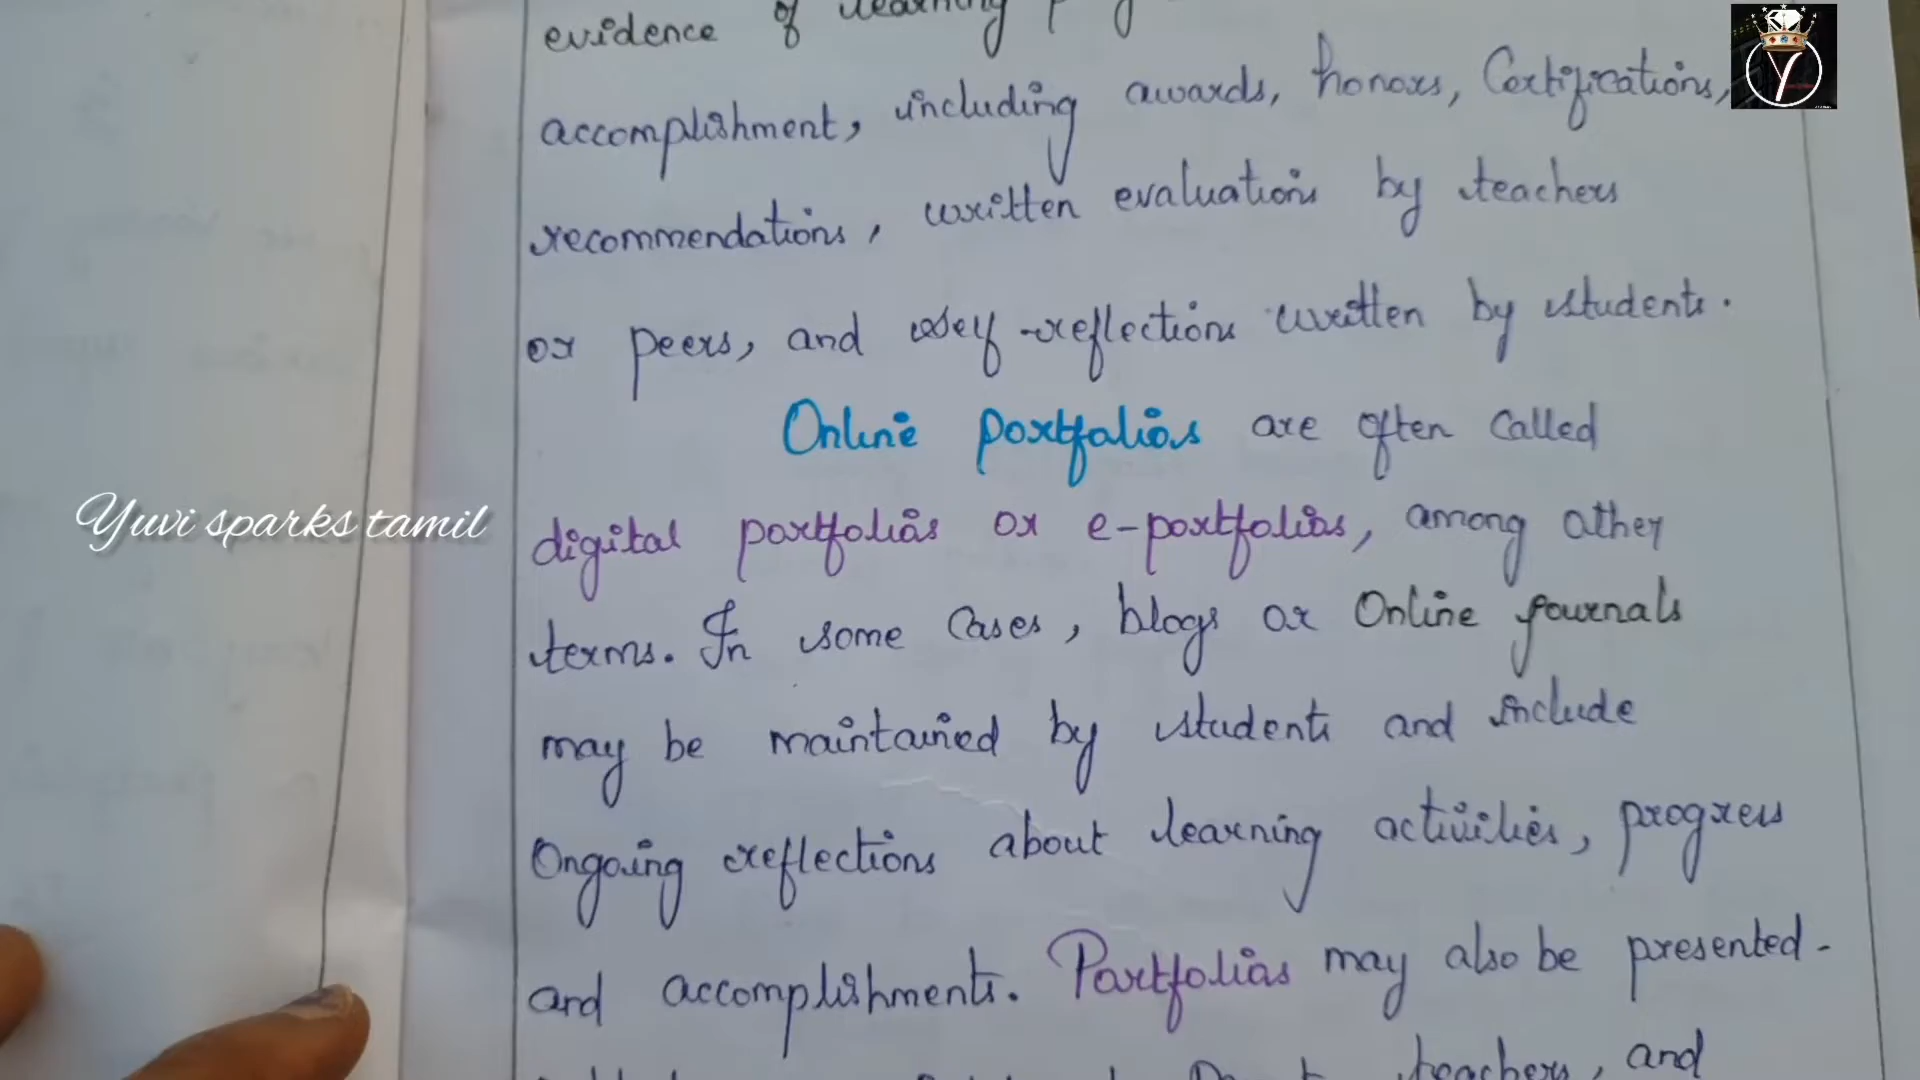 evidence of learning
accomplishment, including awards, honors, Certifications,
recommendations, written evaluations by teachers
or peers, and self-reflections written by students.
Online portfolios are often called
digital portfolios or e-portfolios, among other
terms. In some Cases, blogs or Online journals
may be maintained by students and include
Ongoing reflections about learning activities, progress
and accomplishments. Portfolios may also be presented-
teachers, and
Yuvi sparks tamil
Y